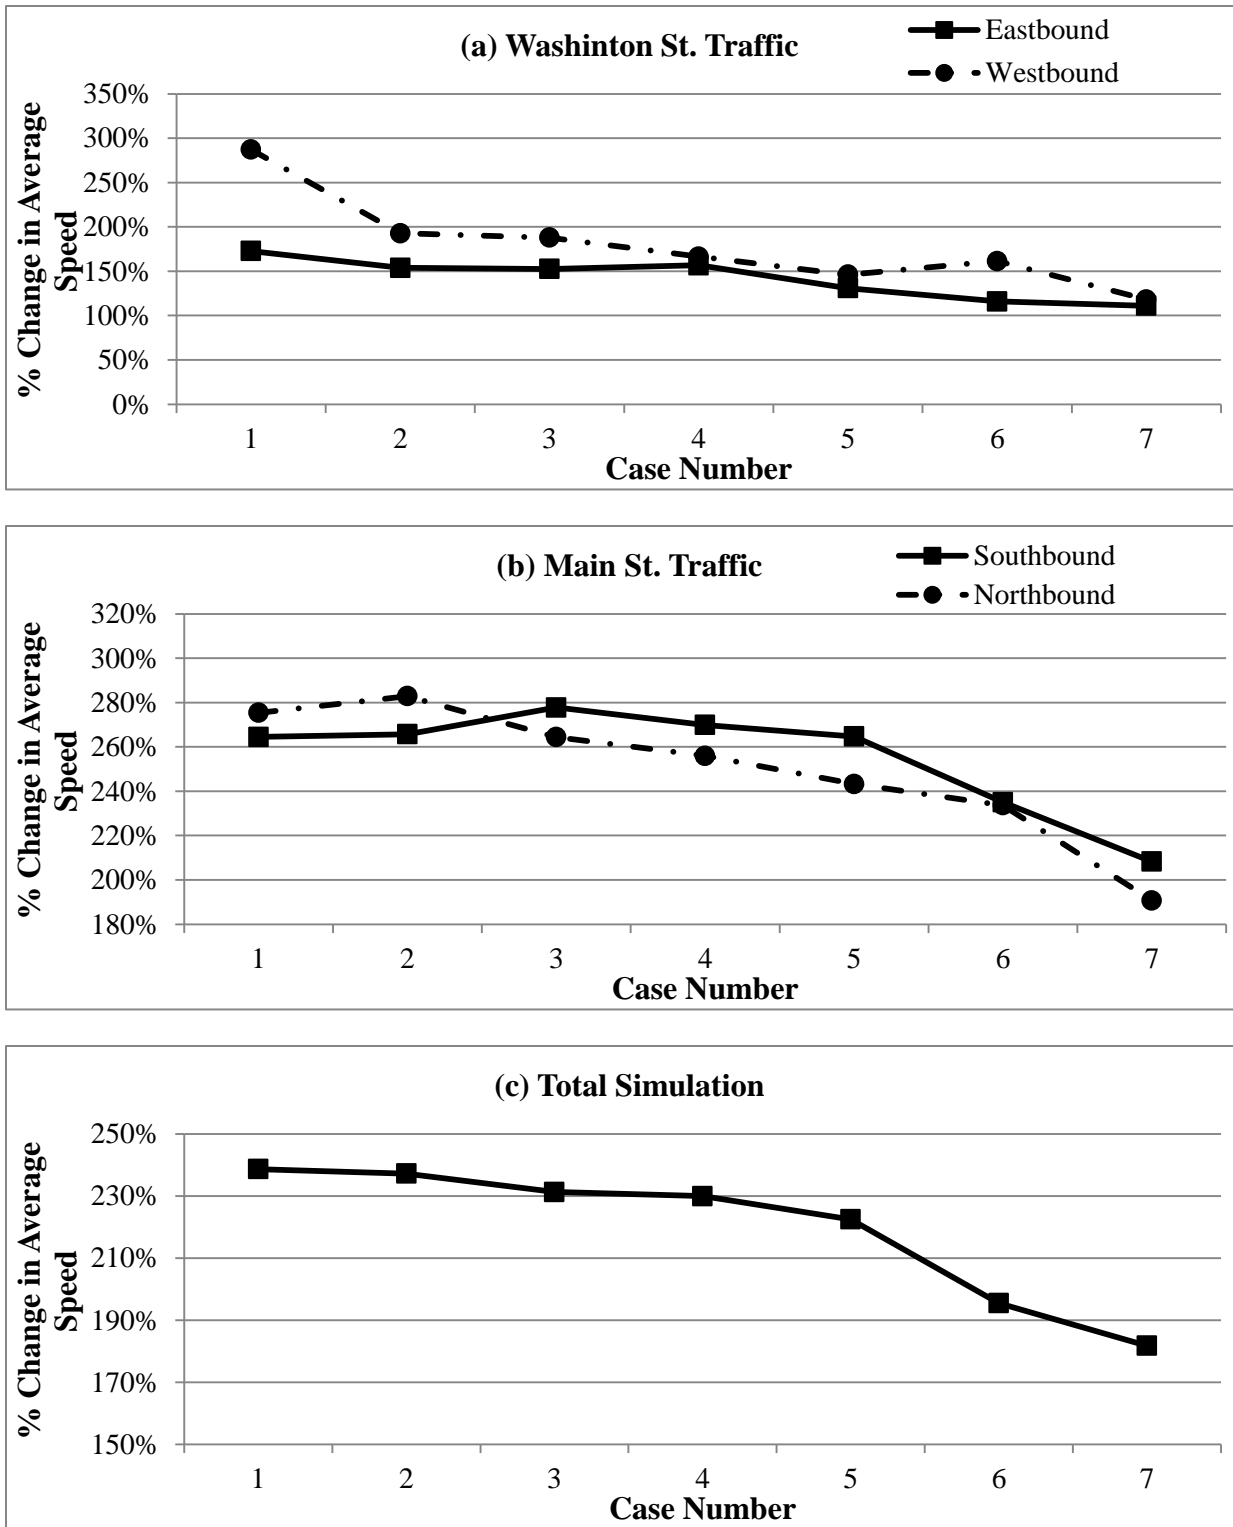 (a) Washinton St. Traffic
Eastbound
Westbound
% Change in Average
Speed
350%
300%
250%
200%
150%
100%
50%
0%
1 2 3 4 5 6 7
Case Number
(b) Main St. Traffic
Southbound
Northbound
% Change in Average
Speed
320%
300%
280%
260%
240%
220%
200%
180%
1 2 3 4 5 6 7
Case Number
(c) Total Simulation
% Change in Average
Speed
250%
230%
210%
190%
170%
150%
1 2 3 4 5 6 7
Case Number